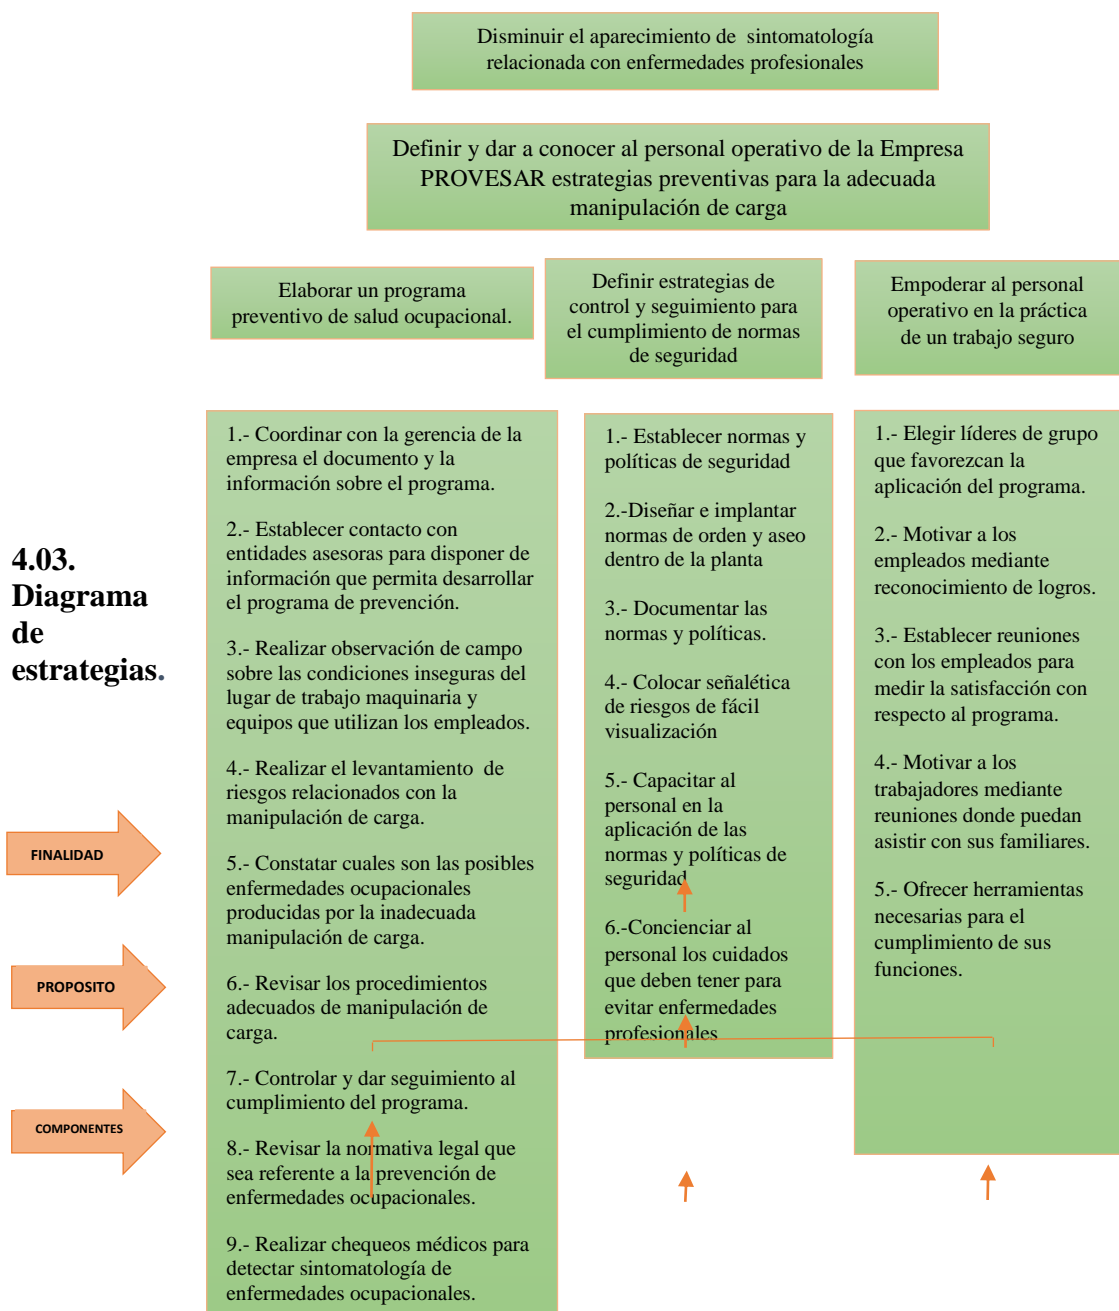 Disminuir el aparecimiento de sintomatología
relacionada con enfermedades profesionales
Definir y dar a conocer al personal operativo de la Empresa
PROVESAR estrategias preventivas para la adecuada
manipulación de carga
Elaborar un programa
preventivo de salud ocupacional.
Definir estrategias de
control y seguimiento para
el cumplimiento de normas
de seguridad
Empoderar al personal
operativo en la práctica
de un trabajo seguro
4.03.
Diagrama
de
estrategias.
FINALIDAD
PROPOSITO
COMPONENTES
1.- Coordinar con la gerencia de la
empresa el documento y la
información sobre el programa.
2.- Establecer contacto con
entidades asesoras para disponer de
información que permita desarrollar
el programa de prevención.
3.- Realizar observación de campo
sobre las condiciones inseguras del
lugar de trabajo maquinaria y
equipos que utilizan los empleados.
4.- Realizar el levantamiento de
riesgos relacionados con la
manipulación de carga.
5.- Constatar cuales son las posibles
enfermedades ocupacionales
producidas por la inadecuada
manipulación de carga.
6.- Revisar los procedimientos
adecuados de manipulación de
carga.
7.- Controlar y dar seguimiento al
cumplimiento del programa.
8.- Revisar la normativa legal que
sea referente a la prevención de
enfermedades ocupacionales.
9.- Realizar chequeos médicos para
detectar sintomatología de
enfermedades ocupacionales.
1.- Establecer normas y
políticas de seguridad
2.-Diseñar e implantar
normas de orden y aseo
dentro de la planta
3.- Documentar las
normas y políticas.
4.- Colocar señalética
de riesgos de fácil
visualización
5.- Capacitar al
personal en la
aplicación de las
normas y políticas de
seguridad
6.-Concienciar al
personal los cuidados
que deben tener para
evitar enfermedades
profesionales
1.- Elegir líderes de grupo
que favorezcan la
aplicación del programa.
2.- Motivar a los
empleados mediante
reconocimiento de logros.
3.- Establecer reuniones
con los empleados para
medir la satisfacción con
respecto al programa.
4.- Motivar a los
trabajadores mediante
reuniones donde puedan
asistir con sus familiares.
5.- Ofrecer herramientas
necesarias para el
cumplimiento de sus
funciones.